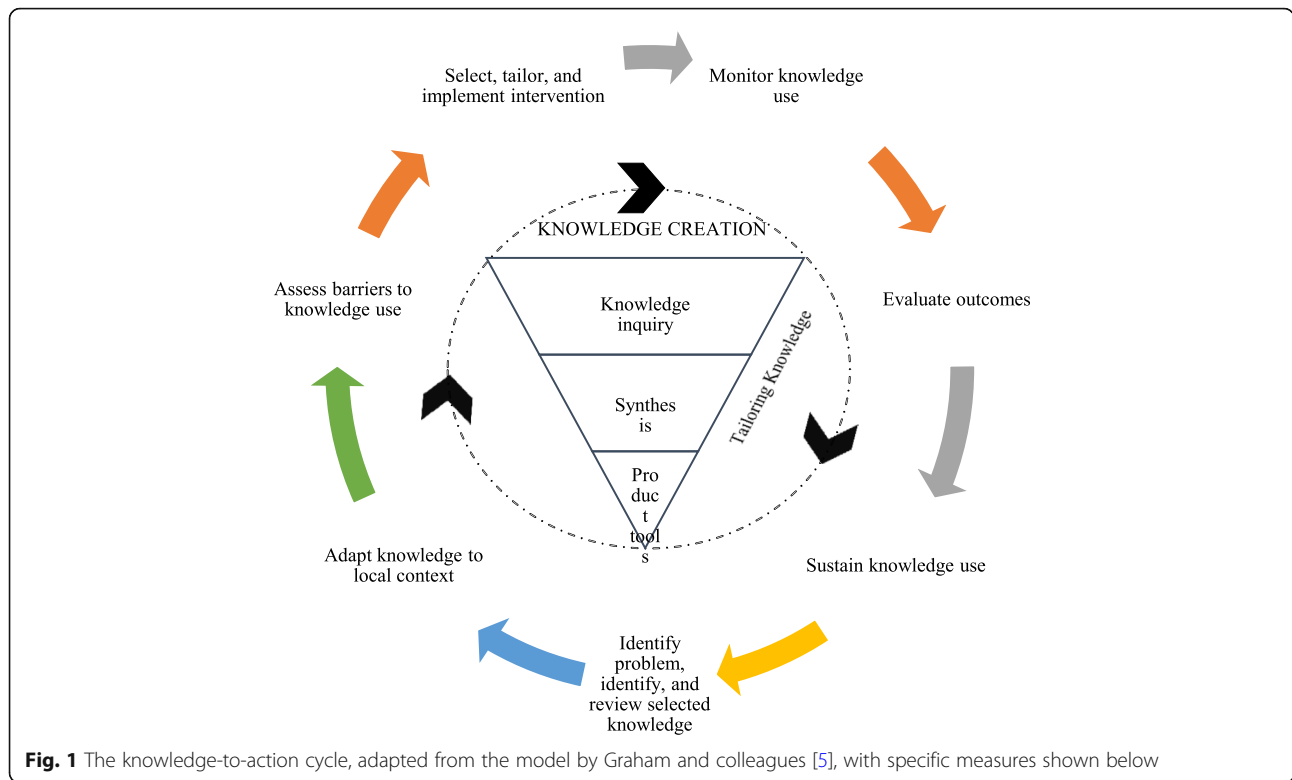 Select, tailor, and
implement intervention
Monitor knowledge
use
KNOWLEDGE CREATION
Assess barriers to
knowledge use
Knowledge
inquiry
Evaluate outcomes
Tailoring Knowledge
Synthes
is
Pro
duc
t
tool
s
Adapt knowledge to
local context
Sustain knowledge use
Identify
problem,
identify, and
review selected
knowledge
Fig. 1 The knowledge-to-action cycle, adapted from the model by Graham and colleagues [5], with specific measures shown below